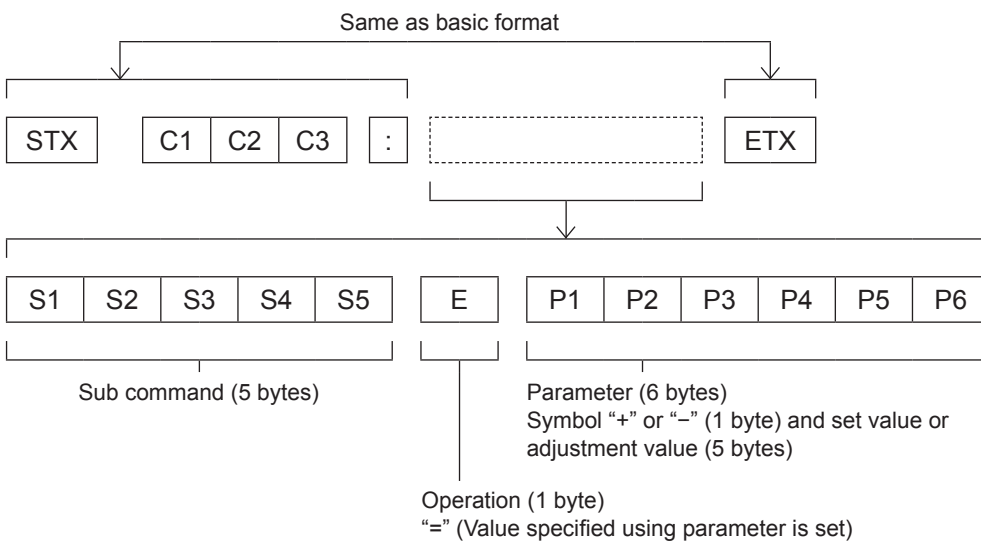 Same as basic format
STX C1 C2 C3 : ETX
S1 S2 S3 S4 S5 E P1 P2 P3 P4 P5 P6
Sub command (5 bytes)
Parameter (6 bytes)
Symbol “+” or “−” (1 byte) and set value or
adjustment value (5 bytes)
Operation (1 byte)
“=” (Value specified using parameter is set)